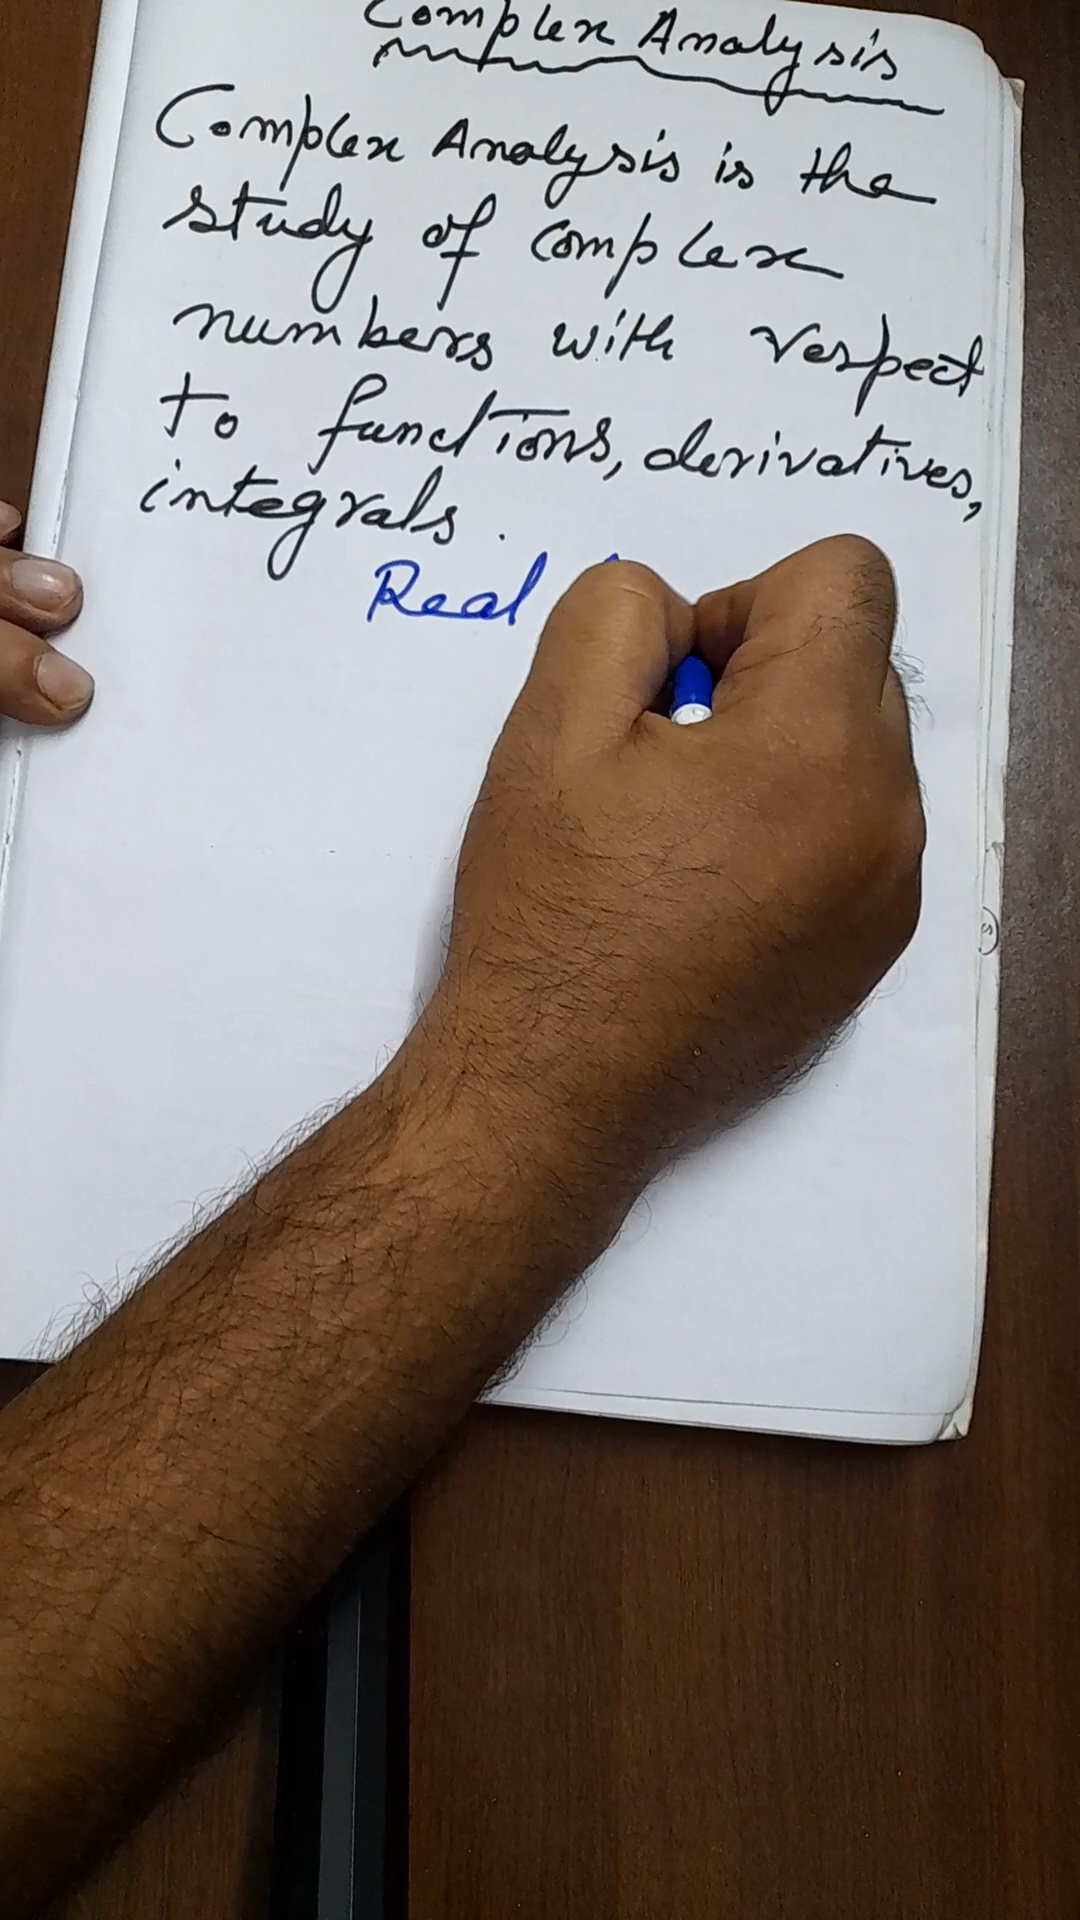 Complex Analysis
Complex Analysis is the
study of complex
numbers with respect
to functions, derivatives,
integrals.
Real